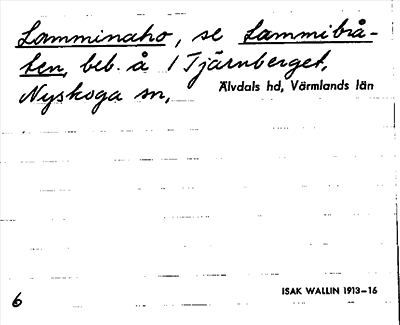 Lamminaho, se Lammibrå-
ten, beb. å 1 Tjärnberget,
Nyskoga sn,
Älvdals hd, Värmlands län
6
ISAK WALLIN 1913–16